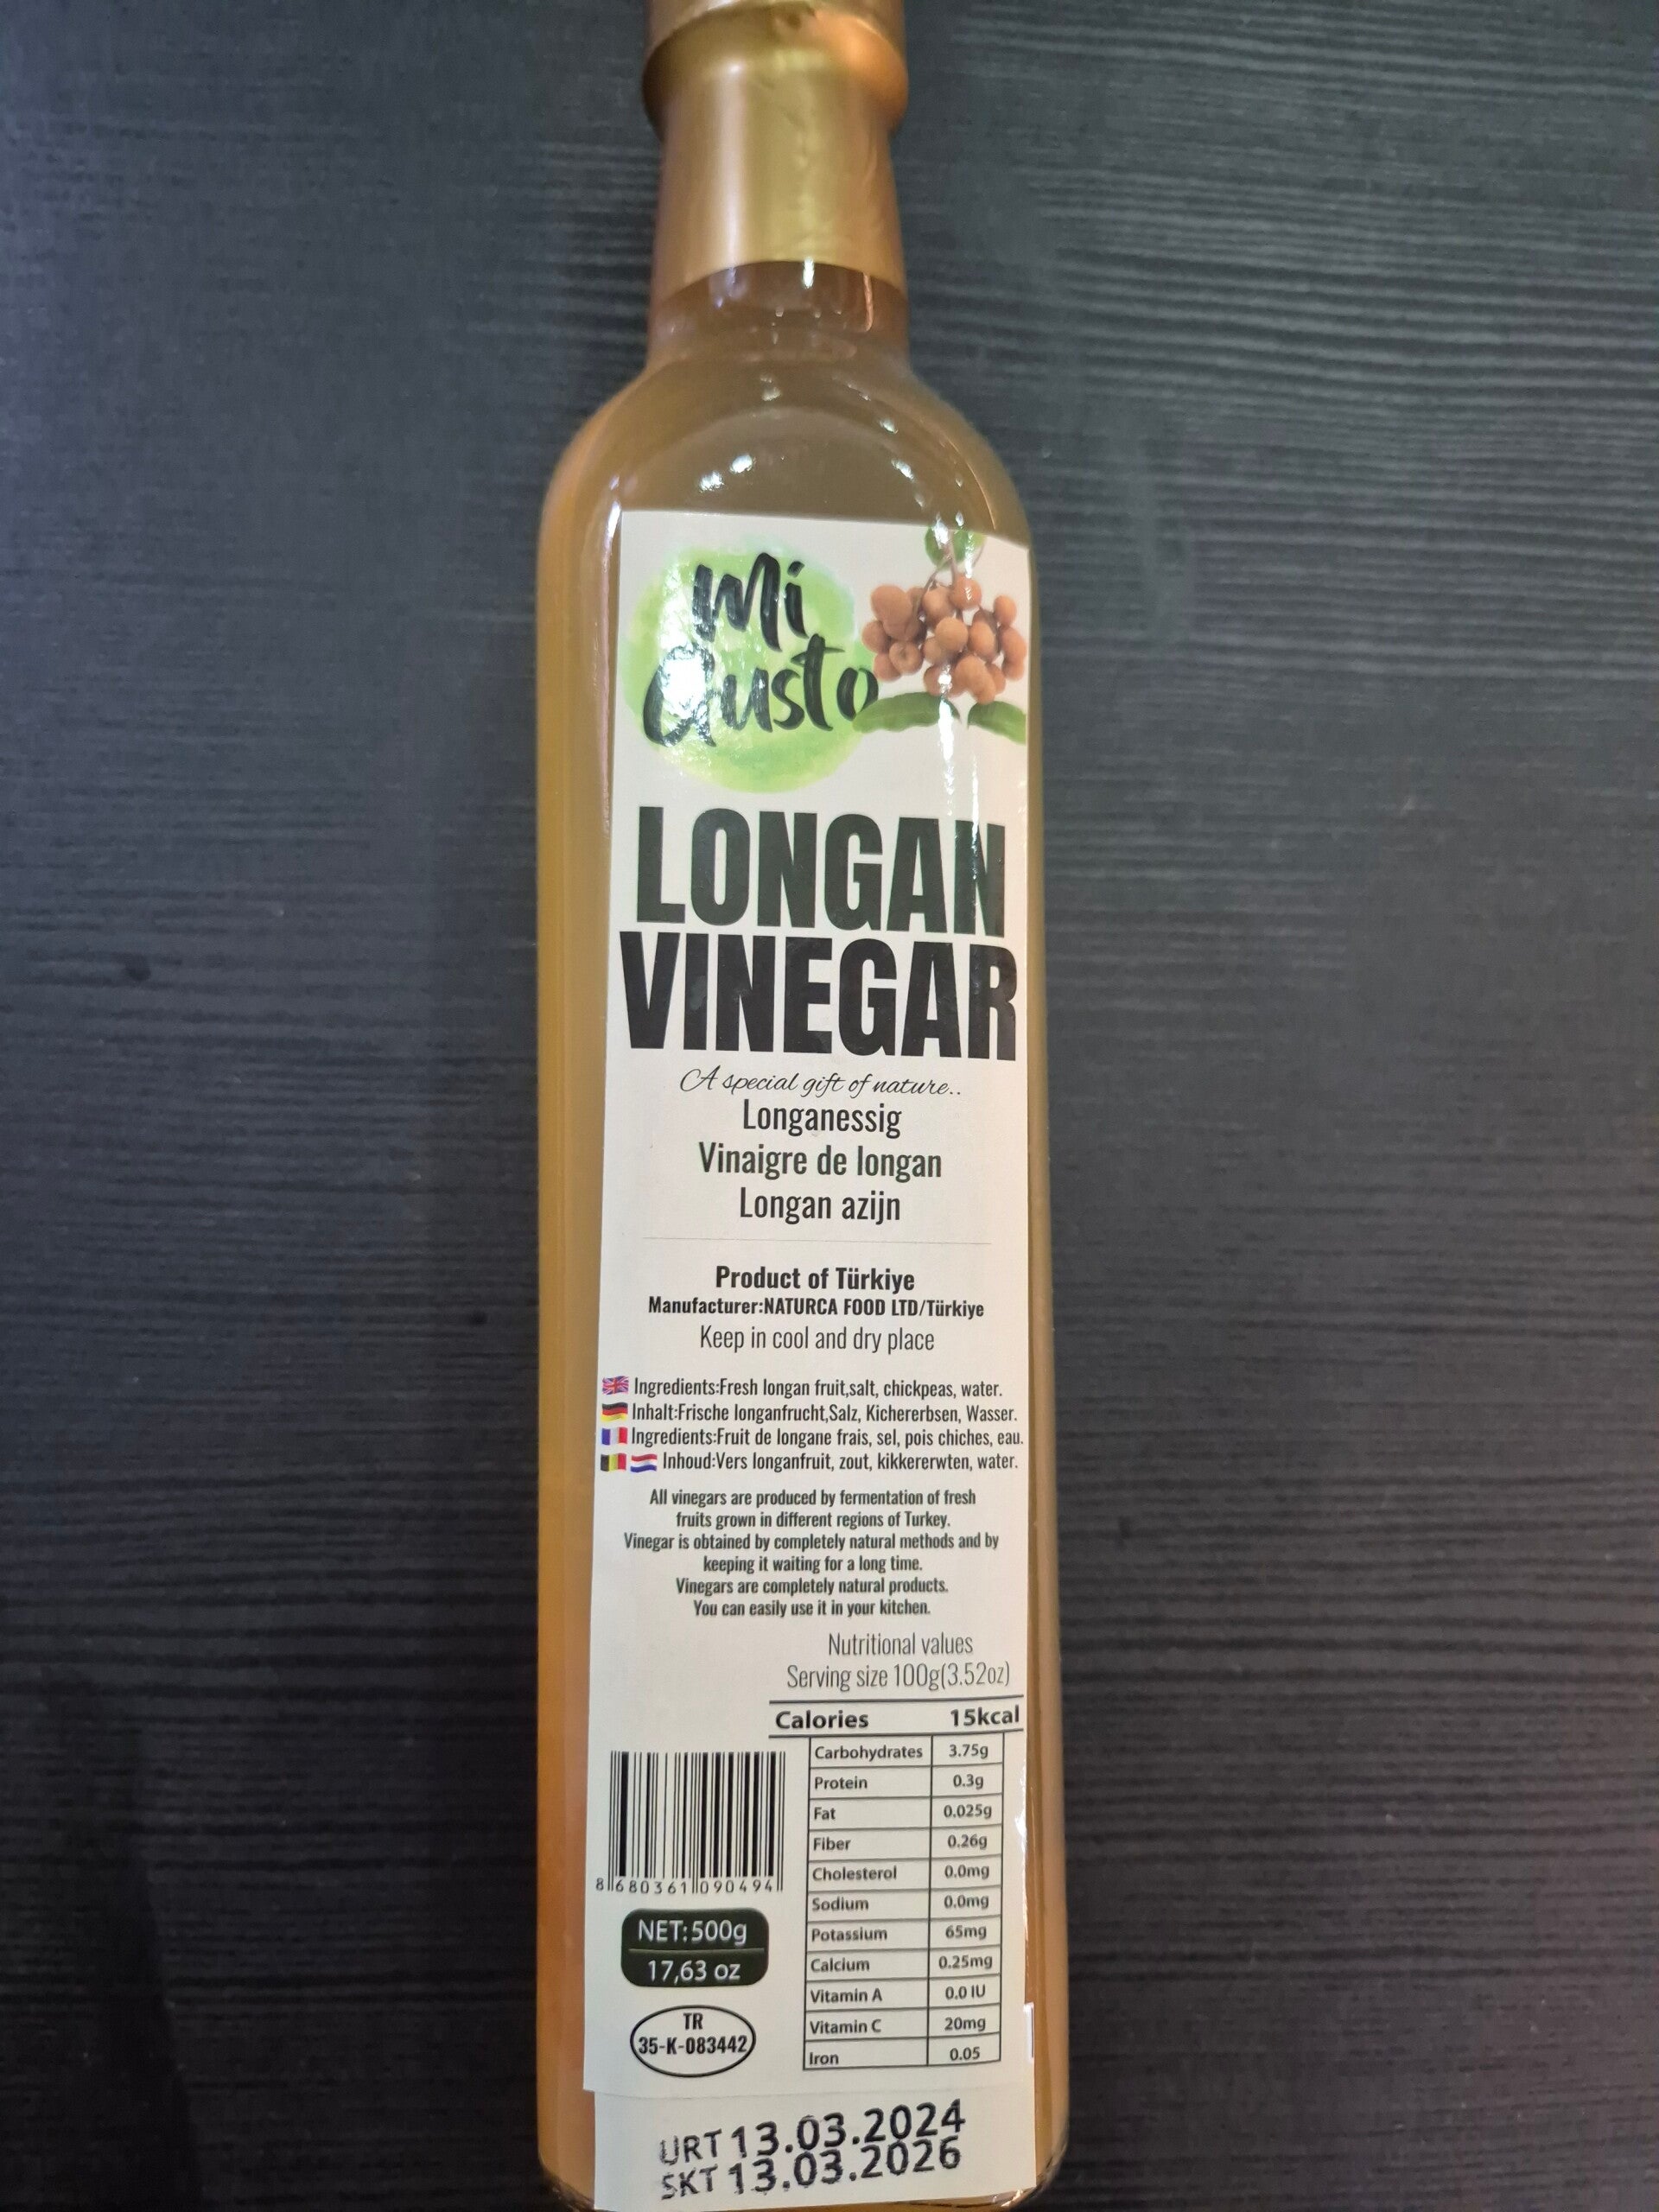 Mi
Gusto
LONGAN
VINEGAR
A special gift of nature..
Longanessig
Vinaigre de longan
Longan azijn
Product of Türkiye
Manufacturer:NATURCA FOOD LTD/Türkiye
Keep in cool and dry place
Ingredients:Fresh longan fruit,salt, chickpeas, water.
Inhalt:Frische longanfrucht,Salz, Kichererbsen, Wasser.
Ingredients:Fruit de longane frais, sel, pois chiches, eau.
Inhoud:Vers longanfruit, zout, kikkererwten, water.
All vinegars are produced by fermentation of fresh
fruits grown in different regions of Turkey.
Vinegar is obtained by completely natural methods and by
keeping it waiting for a long time.
Vinegars are completely natural products.
You can easily use it in your kitchen.
Nutritional values
Serving size 100g(3.52oz)
Calories 15kcal
Carbohydrates 3.75g
Protein 0.3g
Fat 0.025g
Fiber 0.26g
Cholesterol 0.0mg
Sodium 0.0mg
Potassium 65mg
Calcium 0.25mg
Vitamin A 0.0 IU
Vitamin C 20mg
Iron 0.05
8 680361 090494
NET:500g
17,63 oz
TR
35-K-083442
URT 13.03.2024
SKT 13.03.2026